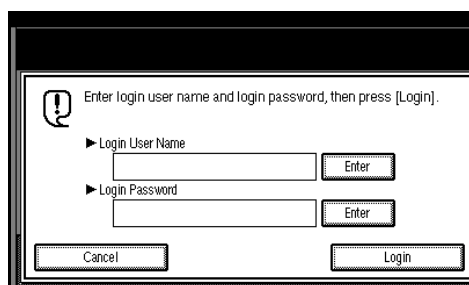 Enter login user name and login password, then press [Login].
▶ Login User Name
Enter
▶ Login Password
Enter
Cancel Login